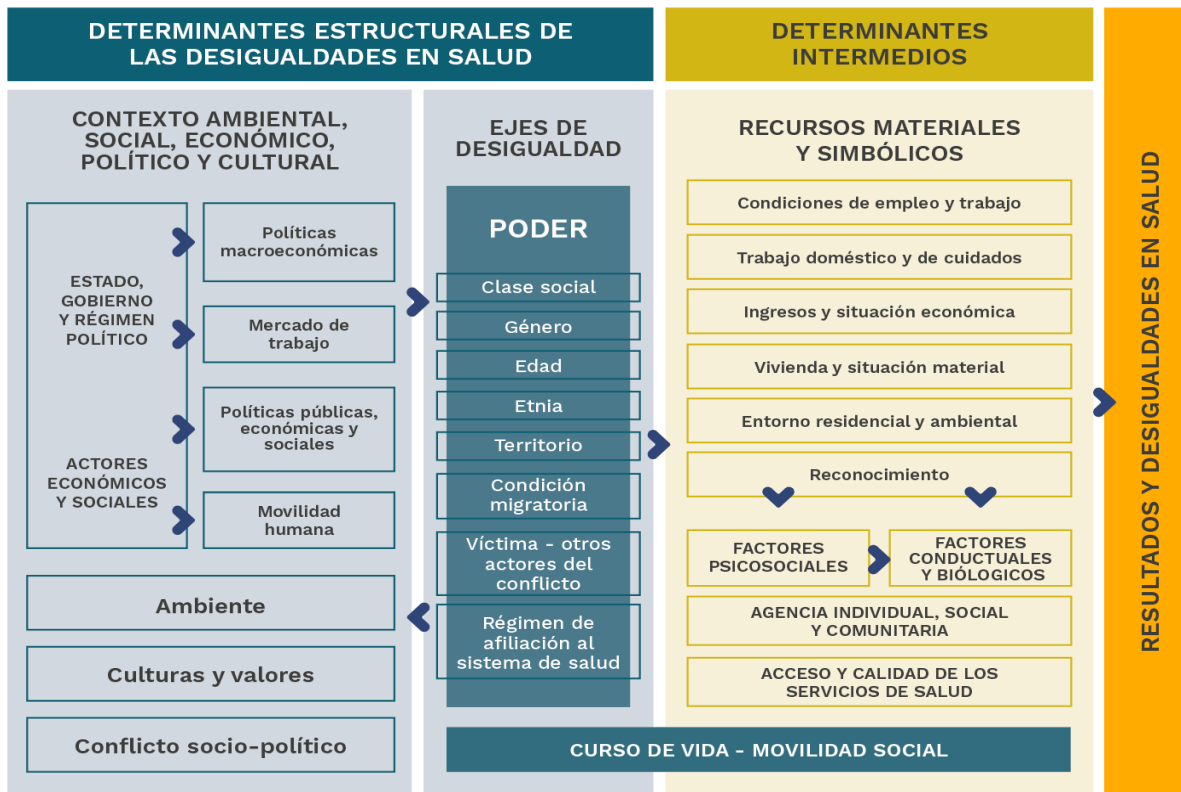 DETERMINANTES ESTRUCTURALES DE
LAS DESIGUALDADES EN SALUD
CONTEXTO AMBIENTAL,
SOCIAL, ECONÓMICO,
POLÍTICO Y CULTURAL
ESTADO,
GOBIERNO
Y RÉGIMEN
POLÍTICO
ACTORES
ECONÓMICOS
Y SOCIALES
Políticas
macroeconómicas
Mercado de
trabajo
Políticas públicas,
económicas y
sociales
Movilidad
humana
Ambiente
Culturas y valores
Conflicto socio-político
EJES DE
DESIGUALDAD
PODER
Clase social
Género
Edad
Etnia
Territorio
Condición
migratoria
Víctima - otros
actores del
conflicto
Régimen de
afiliación al
sistema de salud
DETERMINANTES
INTERMEDIOS
RECURSOS MATERIALES
Y SIMBÓLICOS
Condiciones de empleo y trabajo
Trabajo doméstico y de cuidados
Ingresos y situación económica
Vivienda y situación material
Entorno residencial y ambiental
Reconocimiento
FACTORES
PSICOSOCIALES
FACTORES
CONDUCTUALES
Y BIÓLOGICOS
AGENCIA INDIVIDUAL, SOCIAL
Y COMUNITARIA
ACCESO Y CALIDAD DE LOS
SERVICIOS DE SALUD
CURSO DE VIDA - MOVILIDAD SOCIAL
RESULTADOS Y DESIGUALDADES EN SALUD